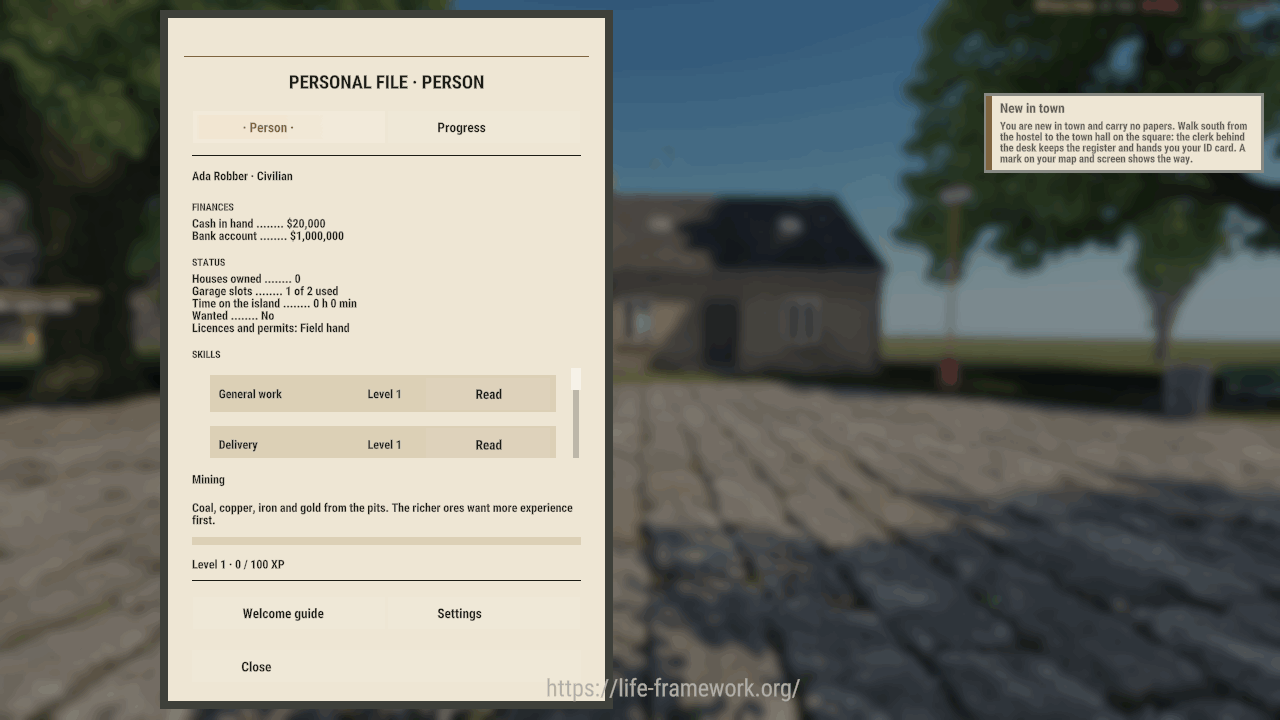 PERSONAL FILE · PERSON
· Person ·
Progress
Ada Robber · Civilian
FINANCES
Cash in hand ........ $20,000
Bank account ........ $1,000,000
STATUS
Houses owned ........ 0
Garage slots ........ 1 of 2 used
Time on the island ........ 0 h 0 min
Wanted ........ No
Licences and permits: Field hand
SKILLS
General work
Level 1
Read
Delivery
Level 1
Read
Mining
Coal, copper, iron and gold from the pits. The richer ores want more experience
first.
Level 1 · 0 / 100 XP
Welcome guide
Settings
Close
New in town
You are new in town and carry no papers. Walk south from
the hostel to the town hall on the square: the clerk behind
the desk keeps the register and hands you your ID card. A
mark on your map and screen shows the way.
https://life-framework.org/